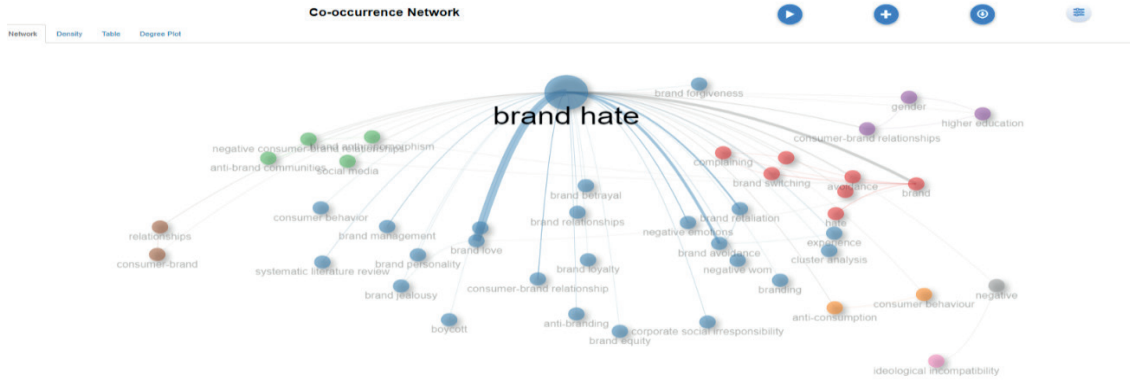 Co-occurrence Network
Network Density Table Degree Plot
brand forgiveness
gender
brand hate
higher education
consumer-brand relationships
negative consumer-brand relationships
brand anthropomorphism
anti-brand communities
social media
complaining
brand switching
avoidance
brand
brand betrayal
consumer behavior
brand relationships
brand retaliation
hate
relationships
brand management
negative emotions
experience
brand love
brand avoidance
consumer-brand
brand personality
cluster analysis
systematic literature review
brand loyalty
negative wom
brand jealousy
consumer-brand relationship
branding
negative
consumer behaviour
anti-consumption
boycott
anti-branding
corporate social irresponsibility
brand equity
ideological incompatibility